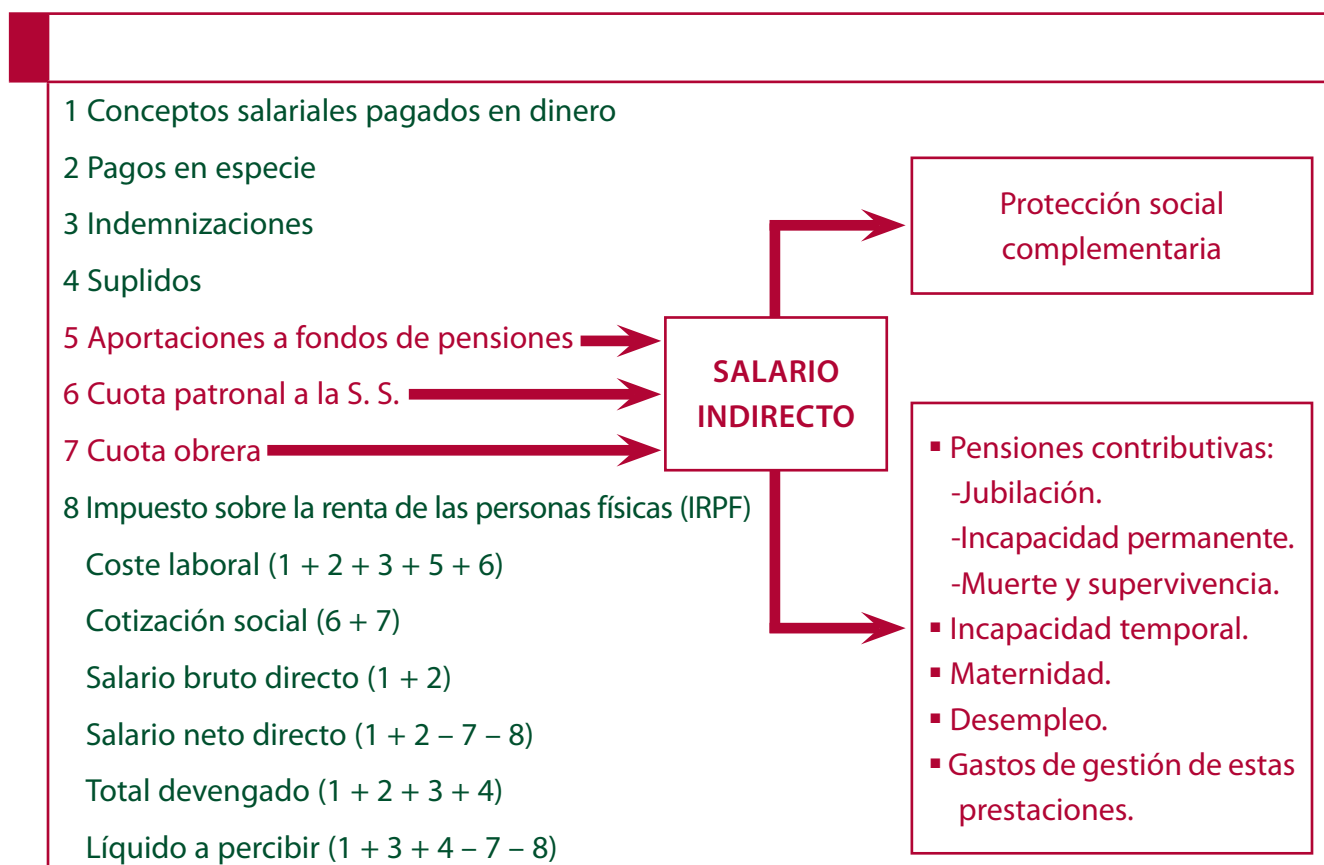 1 Conceptos salariales pagados en dinero
2 Pagos en especie
3 Indemnizaciones
4 Suplidos
5 Aportaciones a fondos de pensiones
6 Cuota patronal a la S. S.
7 Cuota obrera
8 Impuesto sobre la renta de las personas físicas (IRPF)
Coste laboral (1 + 2 + 3 + 5 + 6)
Cotización social (6 + 7)
Salario bruto directo (1 + 2)
Salario neto directo (1 + 2 – 7 – 8)
Total devengado (1 + 2 + 3 + 4)
Líquido a percibir (1 + 3 + 4 – 7 – 8)
SALARIO
INDIRECTO
Protección social
complementaria
▪ Pensiones contributivas:
-Jubilación.
-Incapacidad permanente.
-Muerte y supervivencia.
▪ Incapacidad temporal.
▪ Maternidad.
▪ Desempleo.
▪ Gastos de gestión de estas
prestaciones.